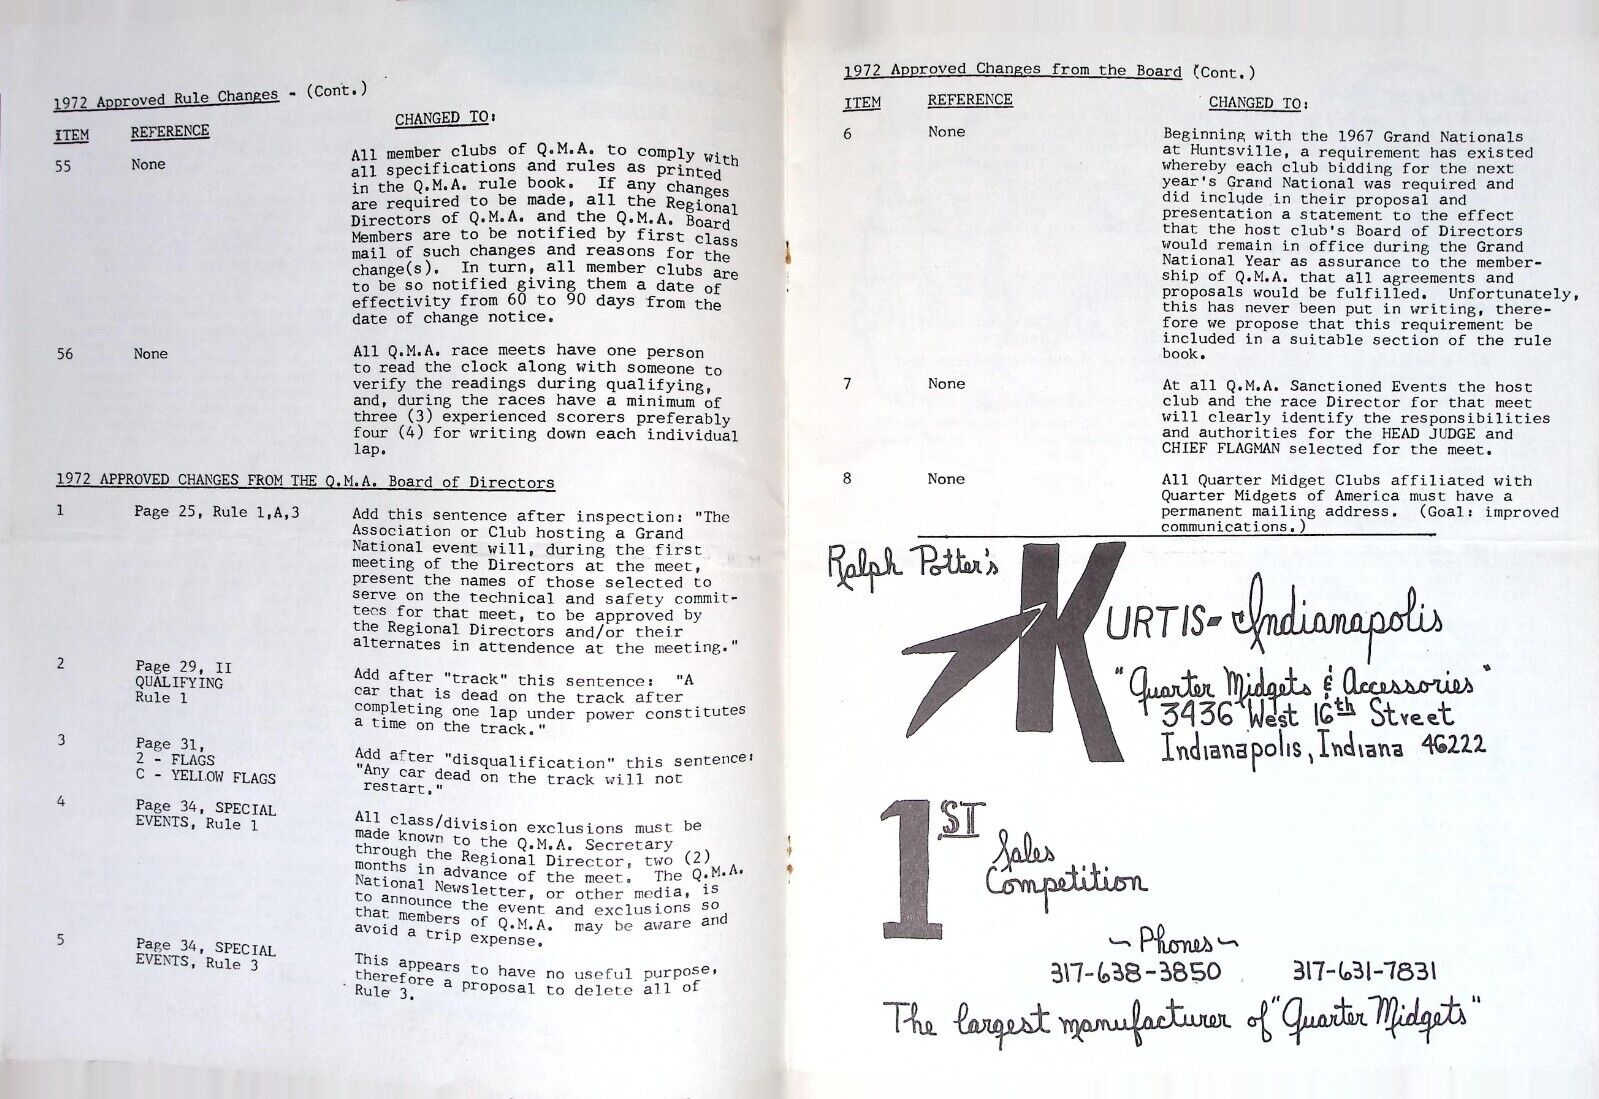 1972 Approved Rule Changes - (Cont.)
ITEM REFERENCE CHANGED TO:
55 None All member clubs of Q.M.A. to comply with
all specifications and rules as printed
in the Q.M.A. rule book. If any changes
are required to be made, all the Regional
Directors of Q.M.A. and the Q.M.A. Board
Members are to be notified by first class
mail of such changes and reasons for the
change(s). In turn, all member clubs are
to be so notified giving them a date of
effectivity from 60 to 90 days from the
date of change notice.
56 None All Q.M.A. race meets have one person
to read the clock along with someone to
verify the readings during qualifying,
and, during the races have a minimum of
three (3) experienced scorers preferably
four (4) for writing down each individual
lap.
1972 APPROVED CHANGES FROM THE Q.M.A. Board of Directors
1 Page 25, Rule 1,A,3 Add this sentence after inspection: "The
Association or Club hosting a Grand
National event will, during the first
meeting of the Directors at the meet,
present the names of those selected to
serve on the technical and safety commit-
tees for that meet, to be approved by
the Regional Directors and/or their
alternates in attendence at the meeting."
2 Page 29, II Add after "track" this sentence: "A
QUALIFYING car that is dead on the track after
Rule 1 completing one lap under power constitutes
a time on the track."
3 Page 31, Add after "disqualification" this sentence:
2 - FLAGS "Any car dead on the track will not
C - YELLOW FLAGS restart."
4 Page 34, SPECIAL All class/division exclusions must be
EVENTS, Rule 1 made known to the Q.M.A. Secretary
through the Regional Director, two (2)
months in advance of the meet. The Q.M.A.
National Newsletter, or other media, is
to announce the event and exclusions so
that members of Q.M.A. may be aware and
avoid a trip expense.
5 Page 34, SPECIAL This appears to have no useful purpose,
EVENTS, Rule 3 therefore a proposal to delete all of
Rule 3.
1972 Approved Changes from the Board (Cont.)
ITEM REFERENCE CHANGED TO:
6 None Beginning with the 1967 Grand Nationals
at Huntsville, a requirement has existed
whereby each club bidding for the next
year's Grand National was required and
did include in their proposal and
presentation a statement to the effect
that the host club's Board of Directors
would remain in office during the Grand
National Year as assurance to the member-
ship of Q.M.A. that all agreements and
proposals would be fulfilled. Unfortunately,
this has never been put in writing, there-
fore we propose that this requirement be
included in a suitable section of the rule
book.
7 None At all Q.M.A. Sanctioned Events the host
club and the race Director for that meet
will clearly identify the responsibilities
and authorities for the HEAD JUDGE and
CHIEF FLAGMAN selected for the meet.
8 None All Quarter Midget Clubs affiliated with
Quarter Midgets of America must have a
permanent mailing address. (Goal: improved
communications.)
Ralph Potter's
KURTIS-Indianapolis
"Quarter Midgets & Accessories"
3436 West 16th Street
Indianapolis, Indiana 46222
1ST
Sales
Competition
~ Phones ~
317-638-3850 317-631-7831
The largest manufacturer of "Quarter Midgets"